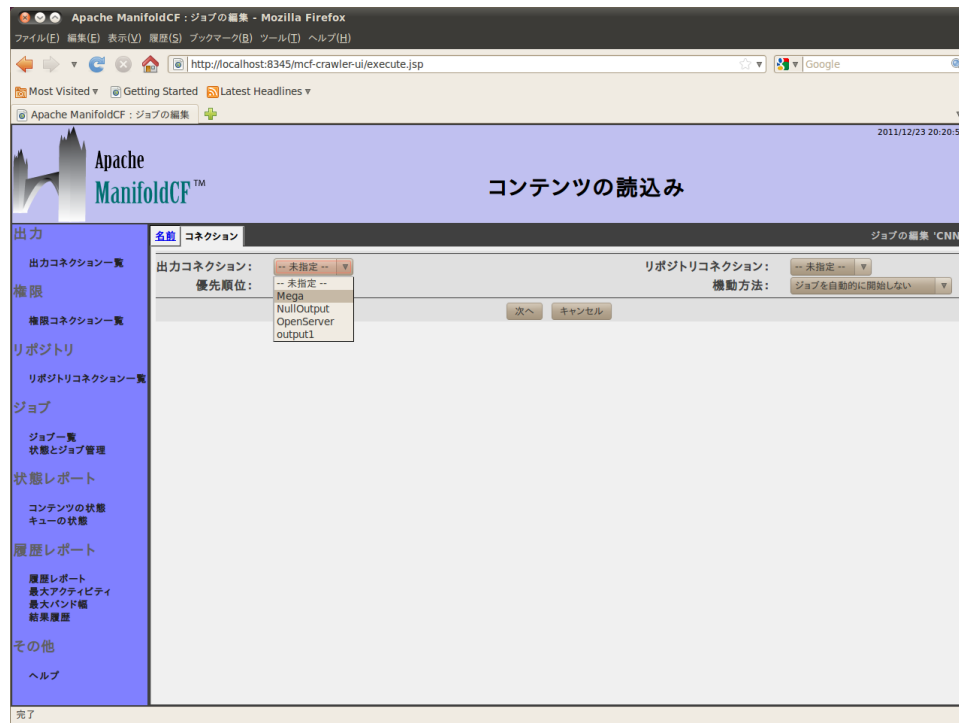 Apache ManifoldCF : ジョブの編集 - Mozilla Firefox
ファイル(F) 編集(E) 表示(V) 履歴(S) ブックマーク(B) ツール(T) ヘルプ(H)
http://localhost:8345/mcf-crawler-ui/execute.jsp
Google
Most Visited Getting Started Latest Headlines
Apache ManifoldCF : ジョブの編集
2011/12/23 20:20:5
Apache
ManifoldCF™
コンテンツの読込み
出力
出力コネクション一覧
権限
権限コネクション一覧
リポジトリ
リポジトリコネクション一覧
ジョブ
ジョブ一覧
状態とジョブ管理
状態レポート
コンテンツの状態
キューの状態
履歴レポート
履歴レポート
最大アクティビティ
最大バンド幅
結果履歴
その他
ヘルプ
名前 コネクション
ジョブの編集 'CNN
出力コネクション: -- 未指定 --
リポジトリコネクション: -- 未指定 --
優先順位:
機動方法: ジョブを自動的に開始しない
-- 未指定 --
Mega
NullOutput
OpenServer
output1
次へ キャンセル
完了